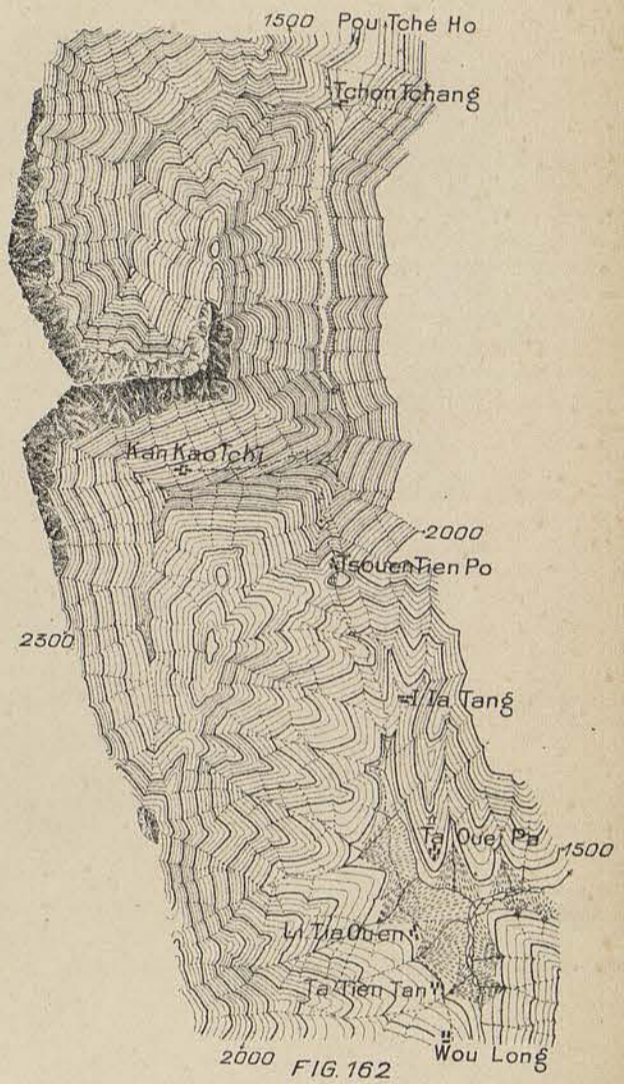 1500 Pou Tché Ho
Tchon Tchang
Kan Kao Tchi
2000
Tsouen Tien Po
2300
I Ia Tang
Ta Ouei Pa
1500
Li Tia Ouen
Ta Tien Tan
Wou Long
2000
FIG. 162